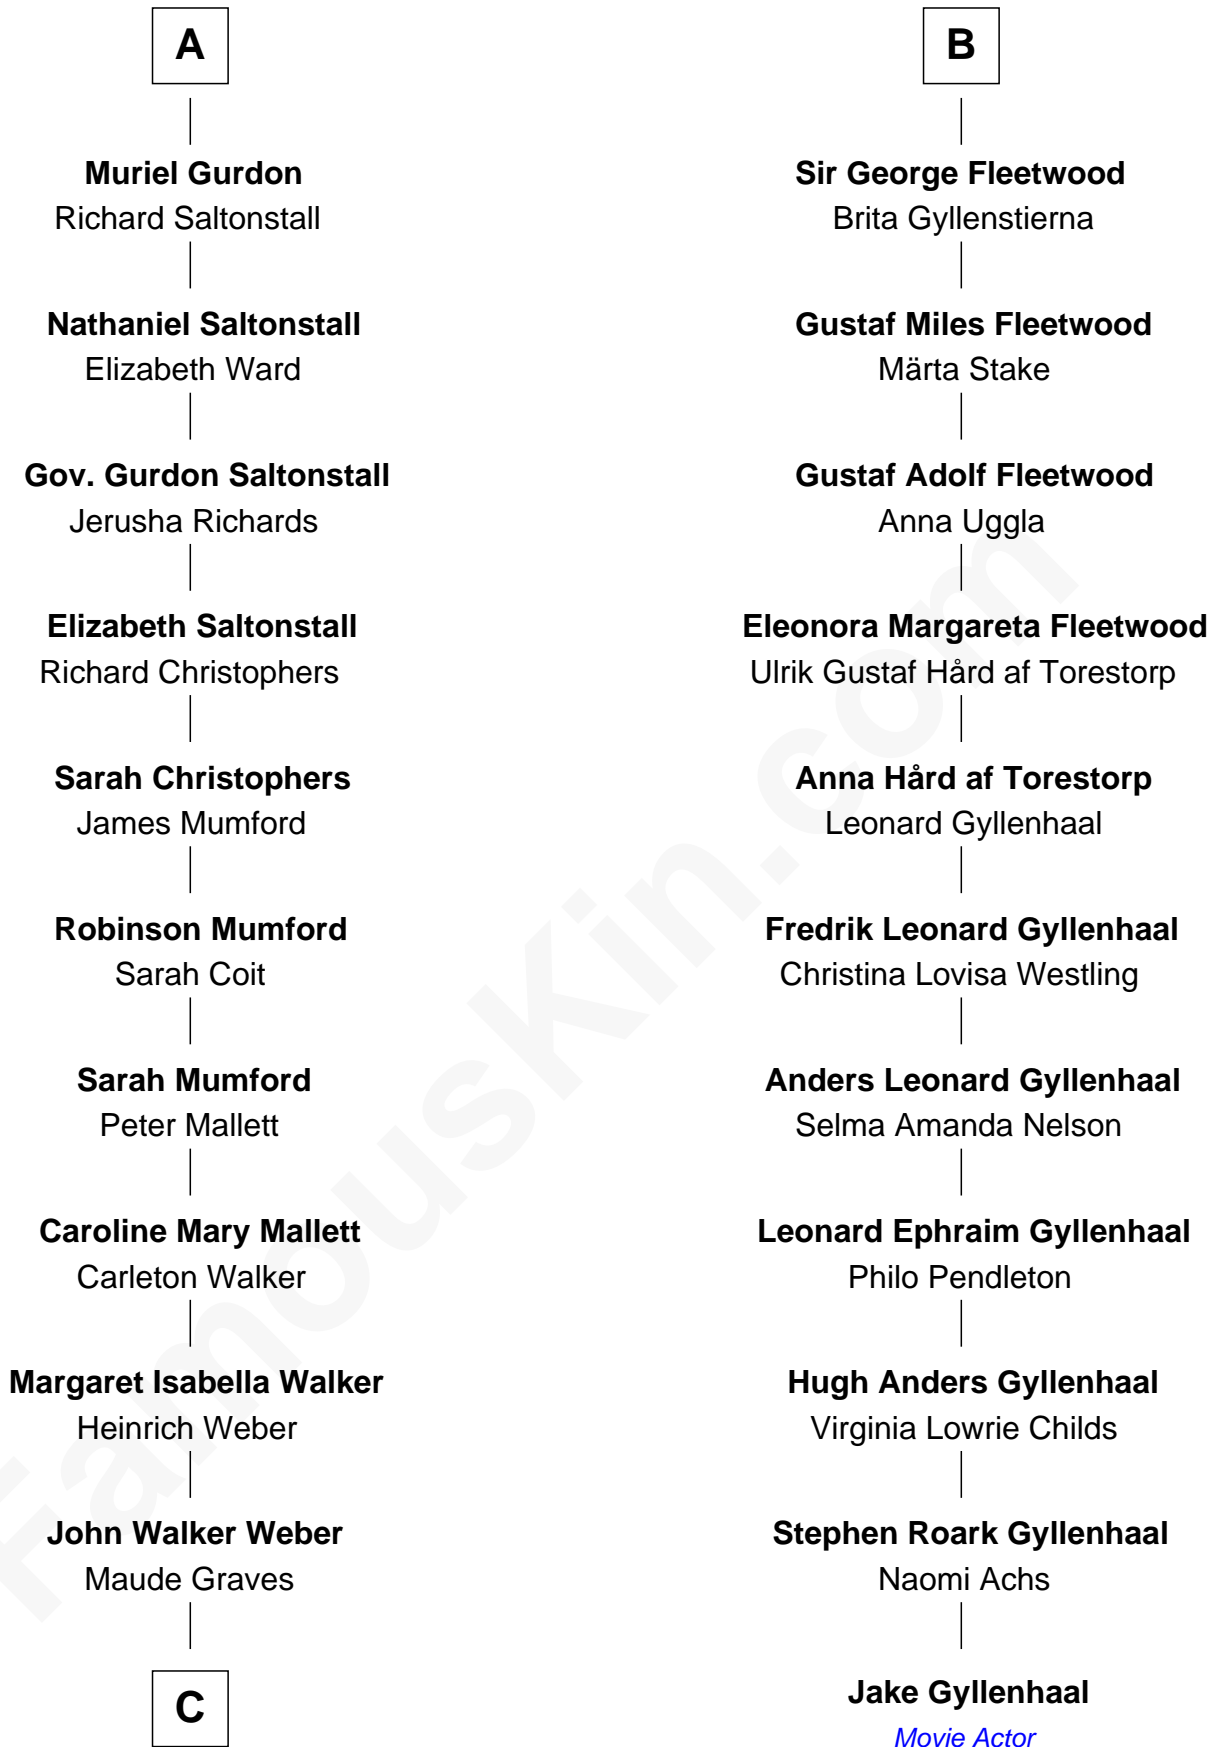 A
Muriel Gurdon
Richard Saltonstall
Nathaniel Saltonstall
Elizabeth Ward
Gov. Gurdon Saltonstall
Jerusha Richards
Elizabeth Saltonstall
Richard Christophers
Sarah Christophers
James Mumford
Robinson Mumford
Sarah Coit
Sarah Mumford
Peter Mallett
Caroline Mary Mallett
Carleton Walker
Margaret Isabella Walker
Heinrich Weber
John Walker Weber
Maude Graves
C
B
Sir George Fleetwood
Brita Gyllenstierna
Gustaf Miles Fleetwood
Märta Stake
Gustaf Adolf Fleetwood
Anna Uggla
Eleonora Margareta Fleetwood
Ulrik Gustaf Hård af Torestorp
Anna Hård af Torestorp
Leonard Gyllenhaal
Fredrik Leonard Gyllenhaal
Christina Lovisa Westling
Anders Leonard Gyllenhaal
Selma Amanda Nelson
Leonard Ephraim Gyllenhaal
Philo Pendleton
Hugh Anders Gyllenhaal
Virginia Lowrie Childs
Stephen Roark Gyllenhaal
Naomi Achs
Jake Gyllenhaal
Movie Actor
FamousKin.com